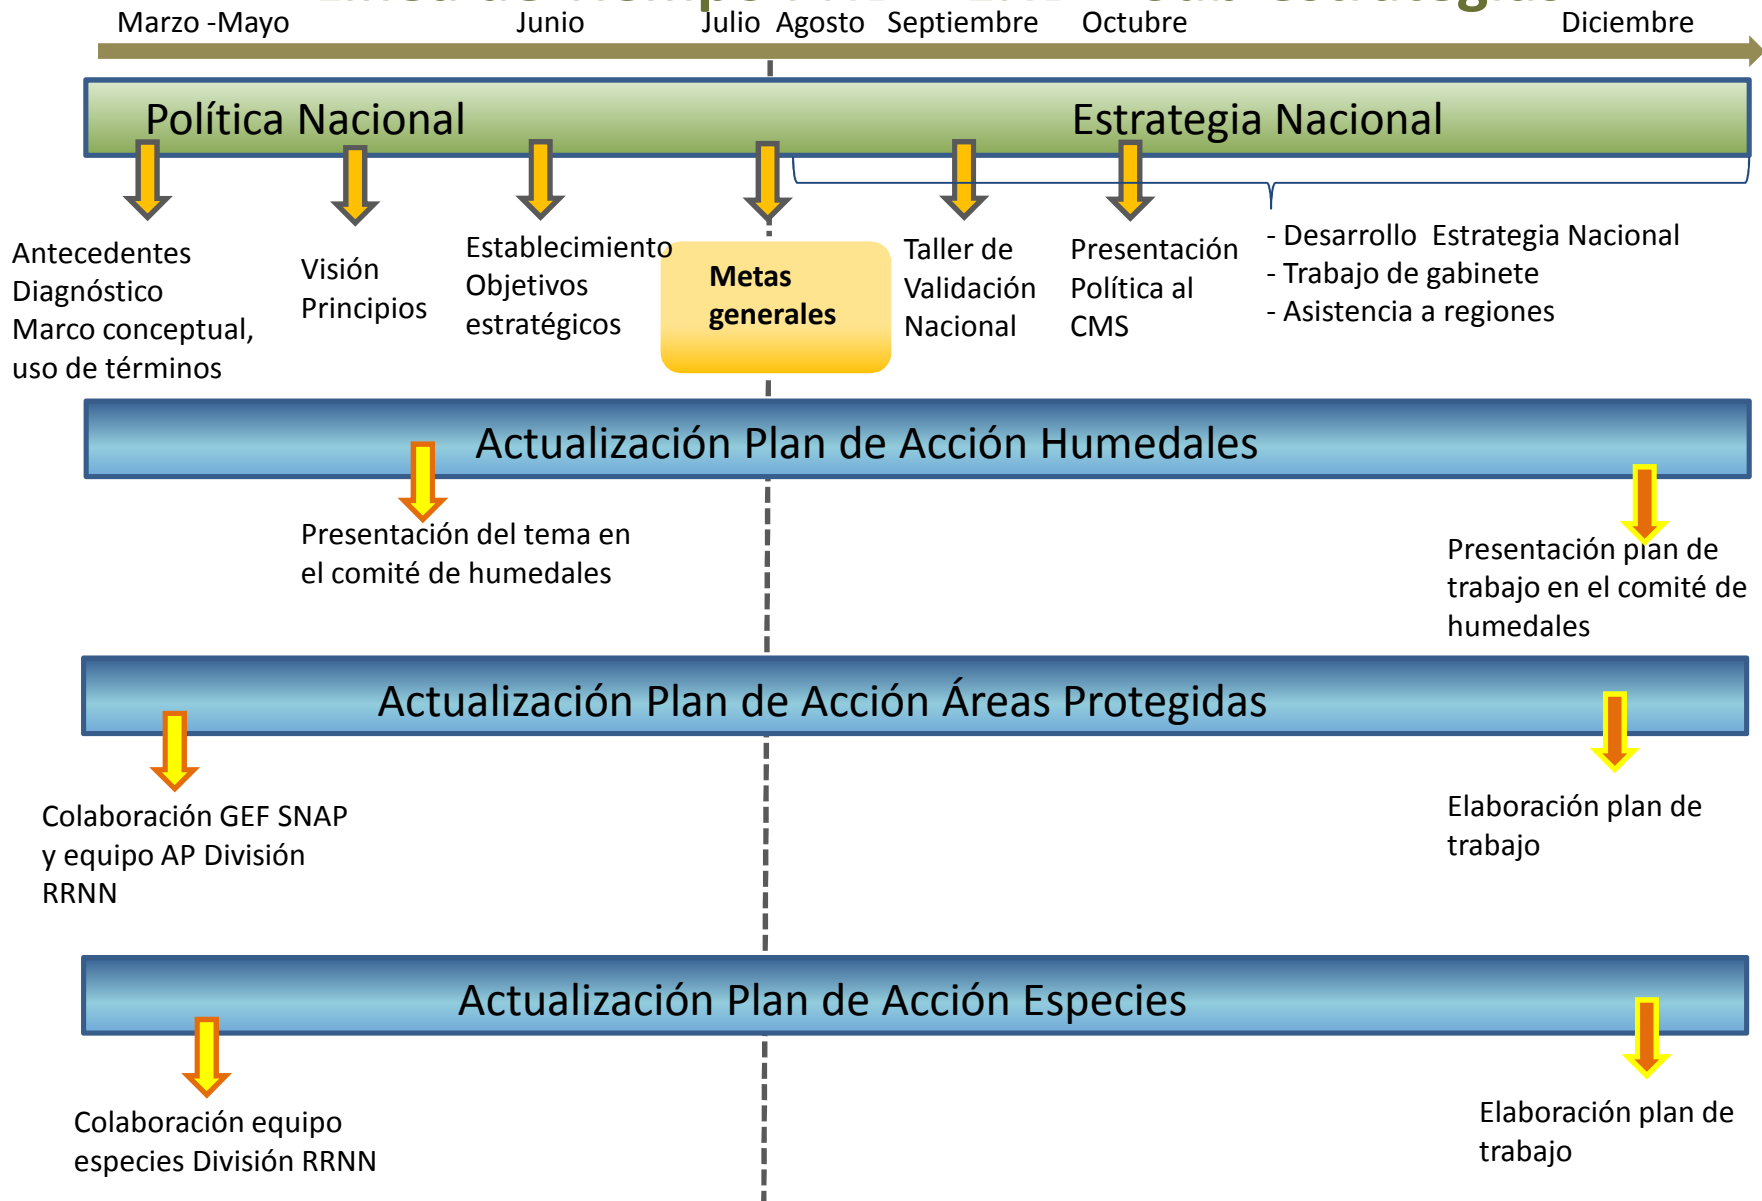 Marzo -Mayo Junio Julio Agosto Septiembre Octubre Diciembre
Política Nacional Estrategia Nacional
Antecedentes
Diagnóstico
Marco conceptual,
uso de términos
Visión
Principios
Establecimiento
Objetivos
estratégicos
Metas
generales
Taller de
Validación
Nacional
Presentación
Política al
CMS
- Desarrollo Estrategia Nacional
- Trabajo de gabinete
- Asistencia a regiones
Actualización Plan de Acción Humedales
Presentación del tema en
el comité de humedales
Presentación plan de
trabajo en el comité de
humedales
Actualización Plan de Acción Áreas Protegidas
Colaboración GEF SNAP
y equipo AP División
RRNN
Elaboración plan de
trabajo
Actualización Plan de Acción Especies
Colaboración equipo
especies División RRNN
Elaboración plan de
trabajo